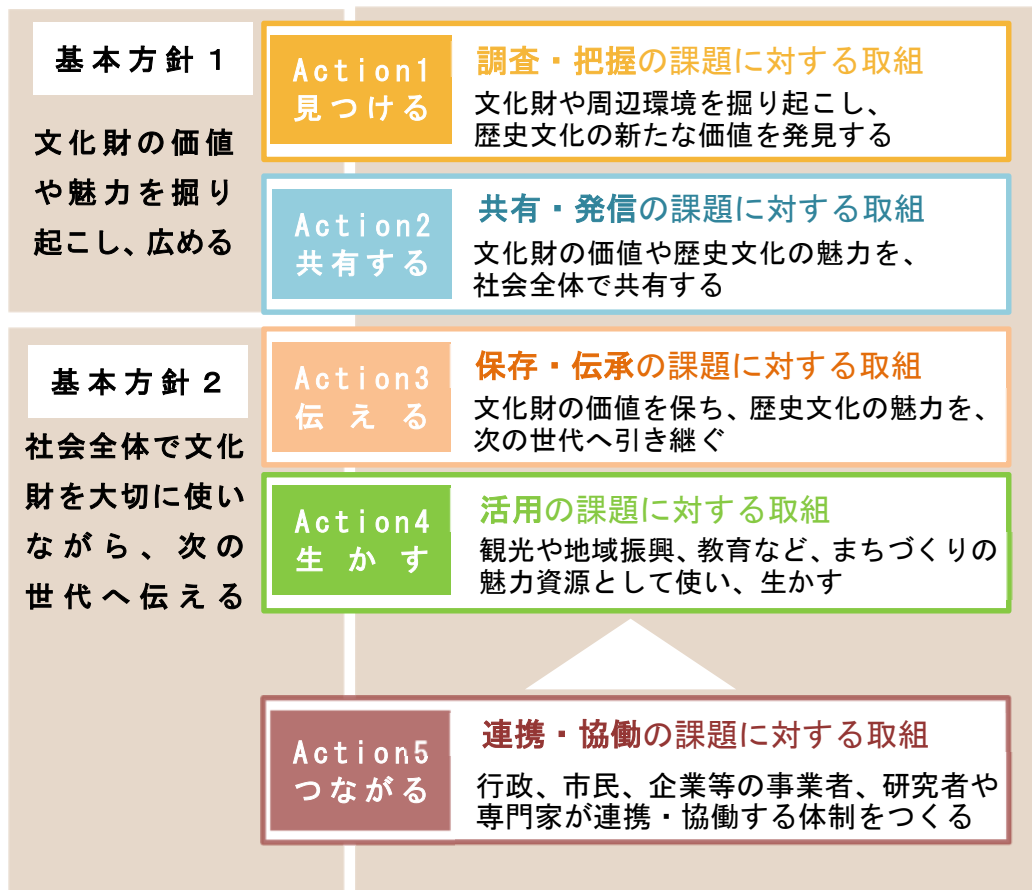 基本方針１
文化財の価値
や魅力を掘り
起こし、広める
Action1
見つける
調査・把握の課題に対する取組
文化財や周辺環境を掘り起こし、
歴史文化の新たな価値を発見する
Action2
共有する
共有・発信の課題に対する取組
文化財の価値や歴史文化の魅力を、
社会全体で共有する
基本方針２
社会全体で文化
財を大切に使い
ながら、次の
世代へ伝える
Action3
伝える
保存・伝承の課題に対する取組
文化財の価値を保ち、歴史文化の魅力を、
次の世代へ引き継ぐ
Action4
生かす
活用の課題に対する取組
観光や地域振興、教育など、まちづくりの
魅力資源として使い、生かす
Action5
つながる
連携・協働の課題に対する取組
行政、市民、企業等の事業者、研究者や
専門家が連携・協働する体制をつくる